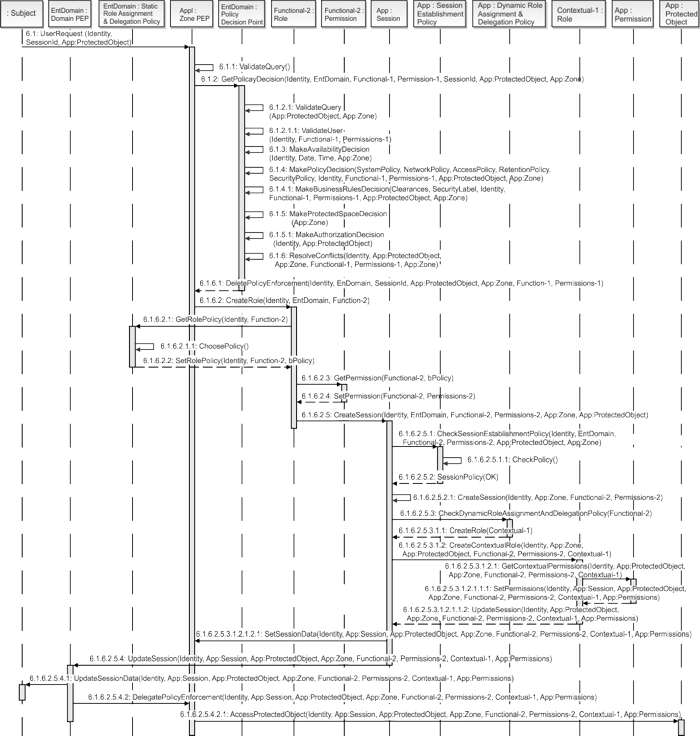 : Subject
EntDomain :
Domain PEP
EntDomain : Static
Role Assignment
& Delegation Policy
Appl :
Zone PEP
EntDomain :
Policy
Decision Point
Functional-2 :
Role
Functional-2 :
Permission
App :
Session
App : Session
Establishment
Policy
App : Dynamic Role
Assignment &
Delegation Policy
Contextual-1 :
Role
App :
Permission
App :
Protected
Object
6.1: UserRequest (Identity,
SessionId, App:ProtectedObject)
6.1.1: ValidateQuery()
6.1.2: GetPolicayDecision(Identity, EntDomain, Functional-1, Permission-1, SessionId, App:ProtectedObject, App:Zone)
6.1.2.1: ValidateQuery
(App:ProtectedObject, App:Zone)
6.1.2.1.1: ValidateUser-
(Identity, Functional-1, Permissions-1)
6.1.3: MakeAvailabilityDecision
(Identity, Date, Time, App:Zone)
6.1.4: MakePolicyDecision(SystemPolicy, NetworkPolicy, AccessPolicy, RetentionPolicy,
SecurityPolicy, Identity, Functional-1, Permissions-1, App:ProtectedObject, App:Zone)
6.1.4.1: MakeBusinessRulesDecision(Clearances, SecurityLabel, Identity,
Functional-1, Permissions-1, App:ProtectedObject, App:Zone)
6.1.5: MakeProtectedSpaceDecision
(App:Zone)
6.1.5.1: MakeAuthorizationDecision
(Identity, App:ProtectedObject)
6.1.6: ResolveConflicts(Identity, App:ProtectedObject,
App:Zone, Functional-1, Permissions-1, App:Zone)
6.1.6.1: DeletePolicyEnforcement(Identity, EnDomain, SessionId, App:ProtectedObject, App:Zone, Function-1, Permissions-1)
6.1.6.2: CreateRole(Identity, EntDomain, Function-2)
6.1.6.2.1: GetRolePolicy(Identity, Function-2)
6.1.6.2.1.1: ChoosePolicy()
6.1.6.2.2: SetRolePolicy(Identity, Function-2, bPolicy)
6.1.6.2.3: GetPermission(Functional-2, bPolicy)
6.1.6.2.4: SetPermission(Functional-2, Permissions-2)
6.1.6.2.5: CreateSession(Identity, EntDomain, Functional-2, Permissions-2, App:Zone, App:ProtectedObject)
6.1.6.2.5.1: CheckSessionEstablishmentPolicy(Identity, EntDomain,
Functional-2, Permissions-2, App:ProtectedObject, App:Zone)
6.1.6.2.5.1.1: CheckPolicy()
6.1.6.2.5.2: SessionPolicy(OK)
6.1.6.2.5.2.1: CreateSession(Identity, App:Zone, Functional-2, Permissions-2)
6.1.6.2.5.3: CheckDynamicRoleAssignmentAndDelegationPolicy(Functional-2)
6.1.6.2.5.3.1.1: CreateRole(Contextual-1)
6.1.6.2.5.3.1.2: CreateContextualRole(Identity, App:Zone,
App:ProtectedObject, Functional-2, Permissions-2, Contextual-1)
6.1.6.2.5.3.1.2.1: GetContextualPermissions(Identity, App:ProtectedObject,
App:Zone, Functional-2, Permissions-2, Contextual-1)
6.1.6.2.5.3.1.2.1.1: SetPermissions(Identity, App:Session, App:ProtectedObject,
App:Zone, Functional-2, Permissions-2, Contextual-1, App:Permissions)
6.1.6.2.5.3.1.2.1.1.2: UpdateSession(Identity, App:ProtectedObject,
App:Zone, Functional-2, Permissions-2, Contextual-1, App:Permissions)
6.1.6.2.5.3.1.2.1.2.1: SetSessionData(Identity, App:Session, App:ProtectedObject, App:Zone, Functional-2, Permissions-2, Contextual-1, App:Permissions)
6.1.6.2.5.4: UpdateSession(Identity, App:Session, App:ProtectedObject, App:Zone, Functional-2, Permissions-2, Contextual-1, App:Permissions)
6.1.6.2.5.4.1: UpdateSessionData(Identity, App:Session, App:ProtectedObject, App:Zone, Functional-2, Permissions-2, Contextual-1, App:Permissions)
6.1.6.2.5.4.2: DelegatePolicyEnforcement(Identity, App:Session, App:ProtectedObject, App:Zone, Functional-2, Permissions-2, Contextual-1, App:Permissions)
6.1.6.2.5.4.2.1: AccessProtectedObject(Identity, App:Session, App:ProtectedObject, App:Zone, Functional-2, Permissions-2, Contextual-1, App:Permissions)